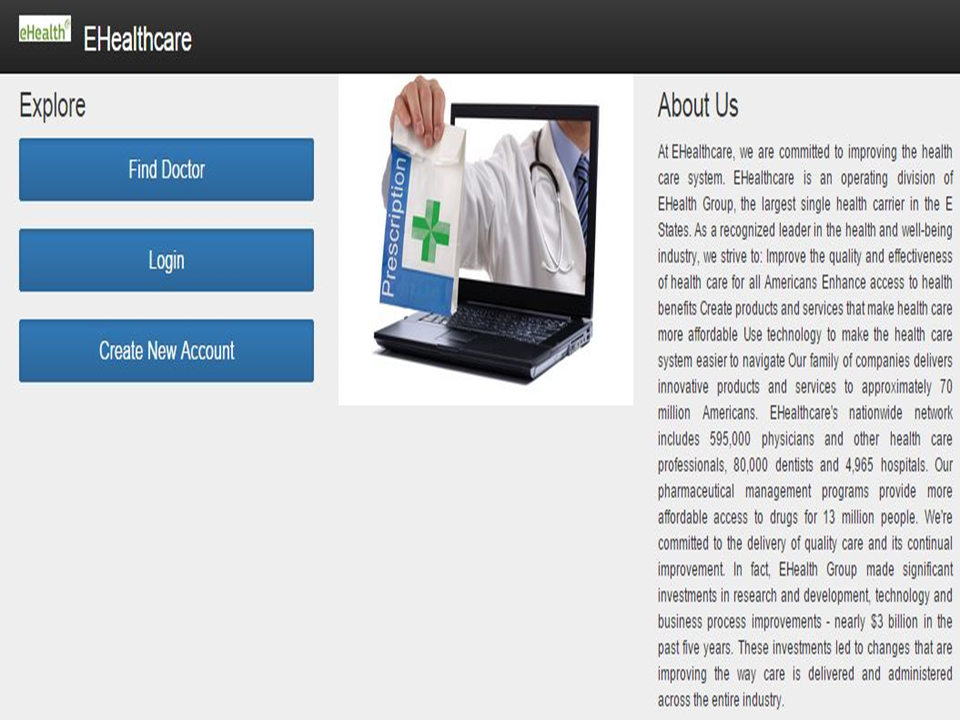 eHealth®
EHealthcare
Explore
Find Doctor
Login
Create New Account
Prescription
About Us
At EHealthcare, we are committed to improving the health
care system. EHealthcare is an operating division of
EHealth Group, the largest single health carrier in the E
States. As a recognized leader in the health and well-being
industry, we strive to: Improve the quality and effectiveness
of health care for all Americans Enhance access to health
benefits Create products and services that make health care
more affordable Use technology to make the health care
system easier to navigate Our family of companies delivers
innovative products and services to approximately 70
million Americans. EHealthcare's nationwide network
includes 595,000 physicians and other health care
professionals, 80,000 dentists and 4,965 hospitals. Our
pharmaceutical management programs provide more
affordable access to drugs for 13 million people. We're
committed to the delivery of quality care and its continual
improvement. In fact, EHealth Group made significant
investments in research and development, technology and
business process improvements - nearly $3 billion in the
past five years. These investments led to changes that are
improving the way care is delivered and administered
across the entire industry.